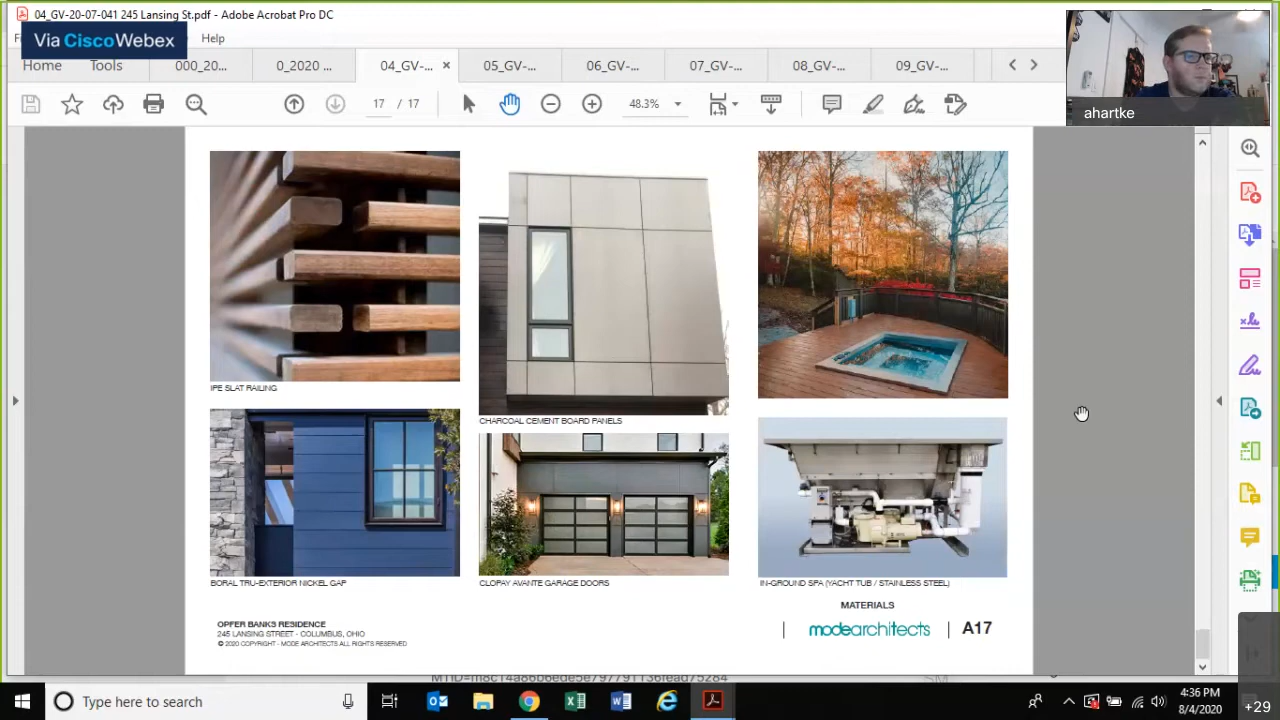 04_GV-20-07-041 245 Lansing St.pdf - Adobe Acrobat Pro DC
Via Cisco Webex
Help
Home
Tools
000_20...
0_2020 ...
04_GV-...
05_GV-...
06_GV-...
07_GV-...
08_GV-...
09_GV-...
17 / 17
48.3%
ahartke
IPE SLAT RAILING
CHARCOAL CEMENT BOARD PANELS
BORAL TRU-EXTERIOR NICKEL GAP
CLOPAY AVANTE GARAGE DOORS
IN-GROUND SPA (YACHT TUB / STAINLESS STEEL)
MATERIALS
OPFER BANKS RESIDENCE
245 LANSING STREET - COLUMBUS, OHIO
© 2020 COPYRIGHT - MODE ARCHITECTS ALL RIGHTS RESERVED
modearchitects
A17
Type here to search
4:36 PM
8/4/2020
+29